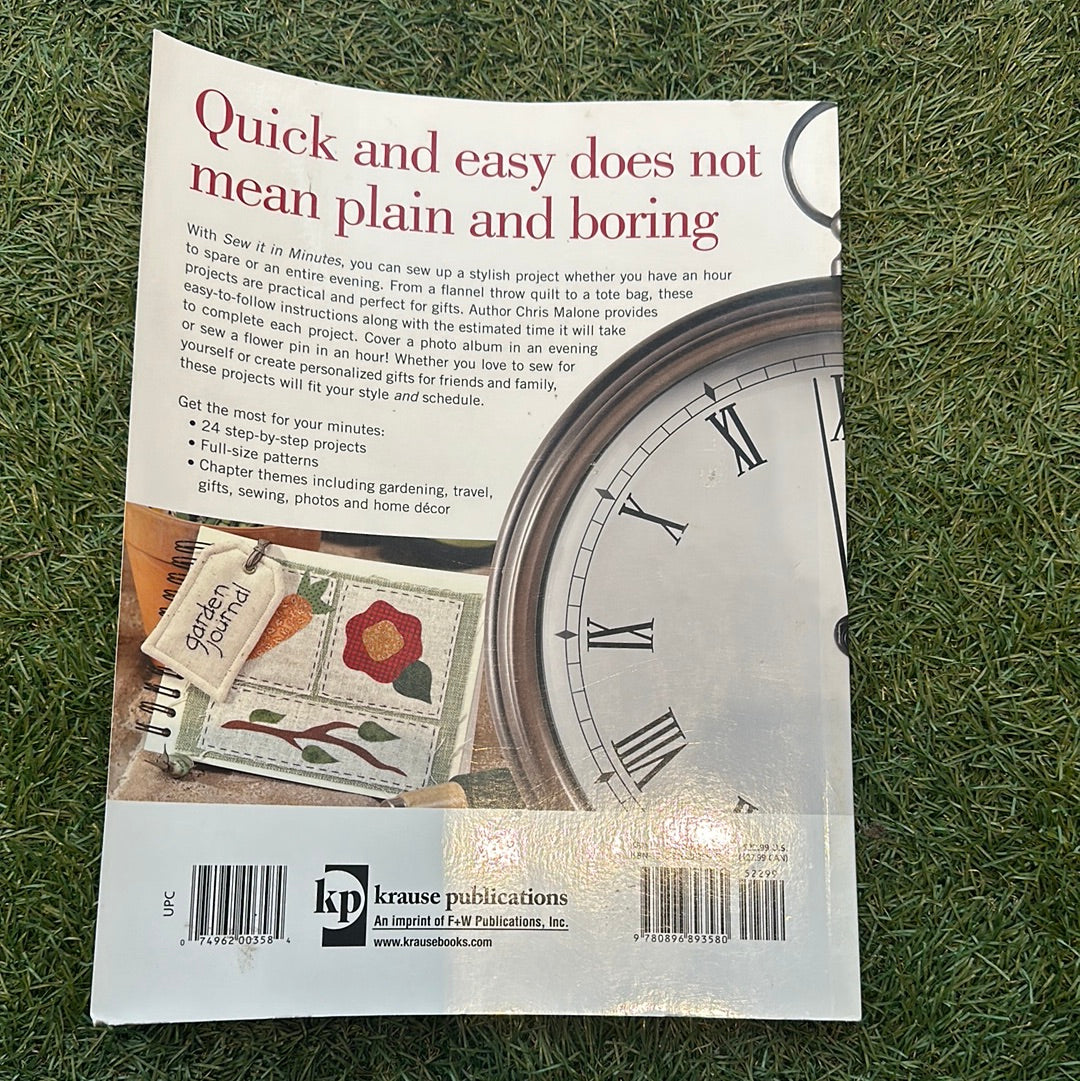 Quick and easy does not
mean plain and boring
With Sew it in Minutes, you can sew up a stylish project whether you have an hour
to spare or an entire evening. From a flannel throw quilt to a tote bag, these
projects are practical and perfect for gifts. Author Chris Malone provides
easy-to-follow instructions along with the estimated time it will take
to complete each project. Cover a photo album in an evening
or sew a flower pin in an hour! Whether you love to sew for
yourself or create personalized gifts for friends and family,
these projects will fit your style and schedule.
Get the most for your minutes:
• 24 step-by-step projects
• Full-size patterns
• Chapter themes including gardening, travel,
gifts, sewing, photos and home décor
XI
X
IX
VIII
garden
journal
UPC
0 74962 00358 4
kp krause publications
An imprint of F+W Publications, Inc.
www.krausebooks.com
ISBN
U.S.
52299
9 780896 893580